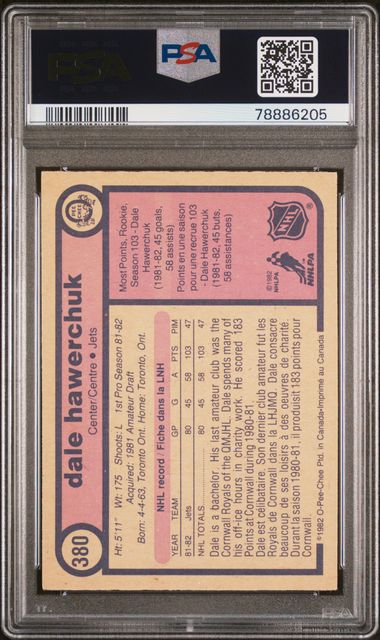 PSA
PSA
78886205
380
dale hawerchuk
Center/Centre • Jets
O-PEE-CHEE
Ht: 5'11" Wt: 175 Shoots: L 1st Pro Season 81-82
Acquired: 1981 Amateur Draft
Born: 4-4-63, Toronto Ont. Home: Toronto, Ont.
NHL record / Fiche dans la LNH
YEAR TEAM GP G A PTS PIM
81-82 Jets 80 45 58 103 47
NHL TOTALS 80 45 58 103 47
Dale is a bachelor. His last amateur club was the
Cornwall Royals of the QMJHL. Dale spends many of
his off-ice hours in charity work. He scored 183
Points at Cornwall during 1980-81.
Dale est célibataire. Son dernier club amateur fut les
Royals de Cornwall dans la LHJMQ. Dale consacre
beaucoup de ses loisirs à des oeuvres de charité.
Durant la saison 1980-81, il produisit 183 points pour
Cornwall.
©1982 O-Pee-Chee Ptd. in Canada-Imprimé au Canada
Most Points, Rookie,
Season 103 - Dale
Hawerchuk
(1981-82, 45 goals,
58 assists)
Points en une saison
pour une recrue 103
- Dale Hawerchuk
(1981-82, 45 buts,
58 assistances)
©1982
NHLPA
NHLPA
NHL
®